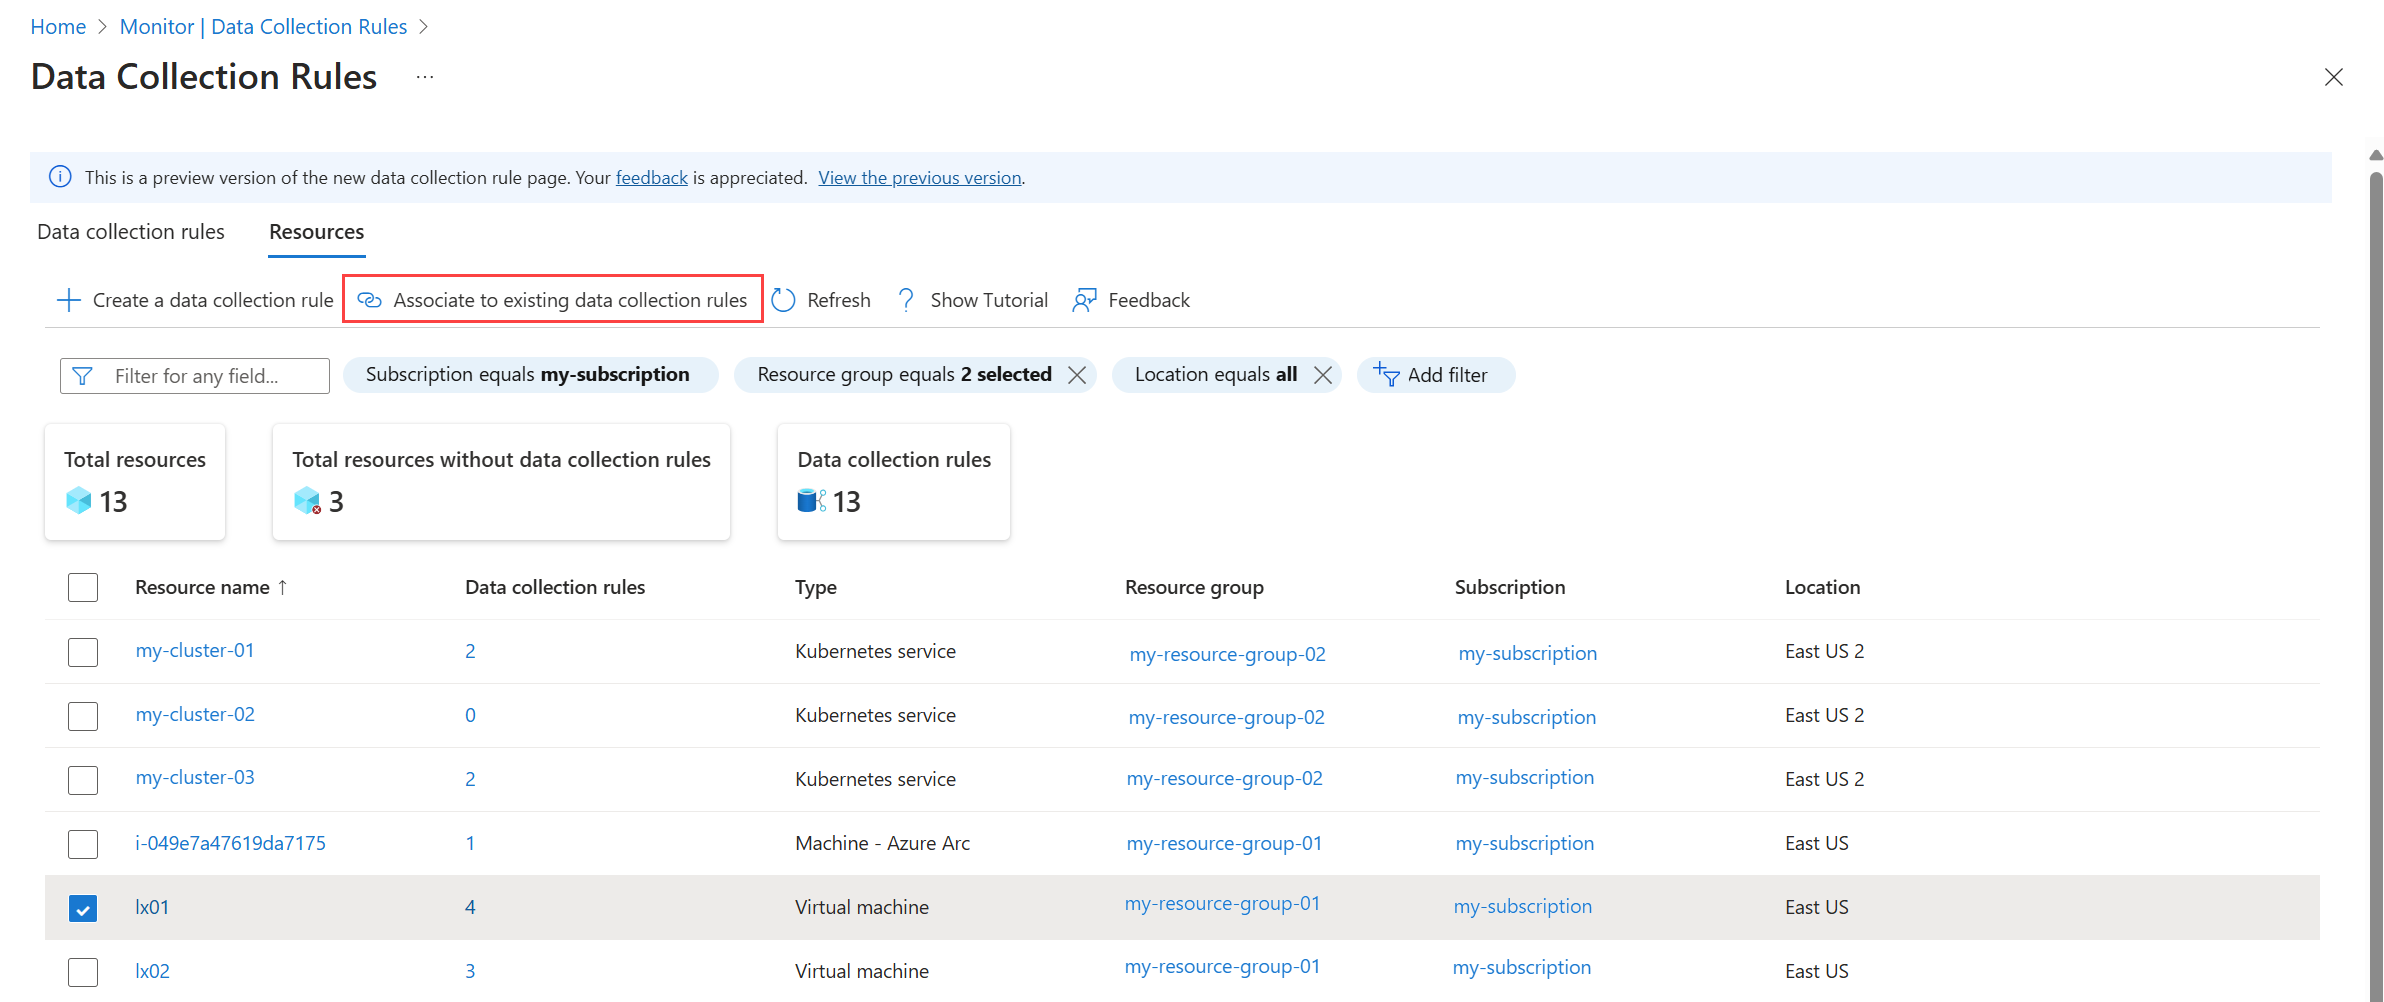 Home > Monitor | Data Collection Rules >
Data Collection Rules ...
This is a preview version of the new data collection rule page. Your feedback is appreciated. View the previous version.
Data collection rules Resources
Create a data collection rule Associate to existing data collection rules Refresh Show Tutorial Feedback
Filter for any field... Subscription equals my-subscription Resource group equals 2 selected Location equals all Add filter
Total resources Total resources without data collection rules Data collection rules
13 3 13
Resource name ↑ Data collection rules Type Resource group Subscription Location
my-cluster-01 2 Kubernetes service my-resource-group-02 my-subscription East US 2
my-cluster-02 0 Kubernetes service my-resource-group-02 my-subscription East US 2
my-cluster-03 2 Kubernetes service my-resource-group-02 my-subscription East US 2
i-049e7a47619da7175 1 Machine - Azure Arc my-resource-group-01 my-subscription East US
lx01 4 Virtual machine my-resource-group-01 my-subscription East US
lx02 3 Virtual machine my-resource-group-01 my-subscription East US